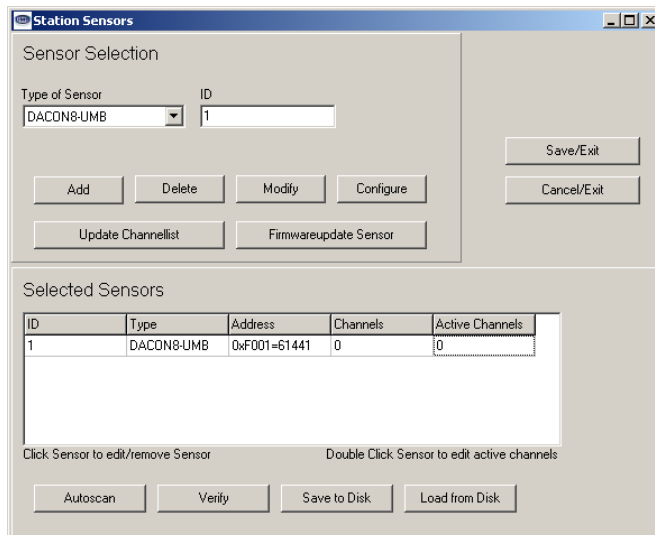 Station Sensors
Sensor Selection
Type of Sensor ID
DACON8-UMB 1
Save/Exit
Add Delete Modify Configure Cancel/Exit
Update Channellist Firmwareupdate Sensor
Selected Sensors
ID Type Address Channels Active Channels
1 DACON8-UMB 0xF001=61441 0 0
Click Sensor to edit/remove Sensor Double Click Sensor to edit active channels
Autoscan Verify Save to Disk Load from Disk